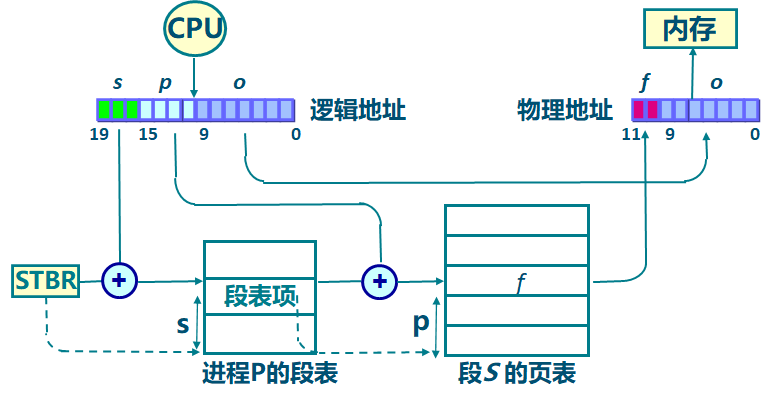 CPU
内存
s p o
逻辑地址
物理地址
f o
19 15 9 0
11 9 0
STBR
+
+
段表项
f
s
p
进程P的段表
段S 的页表